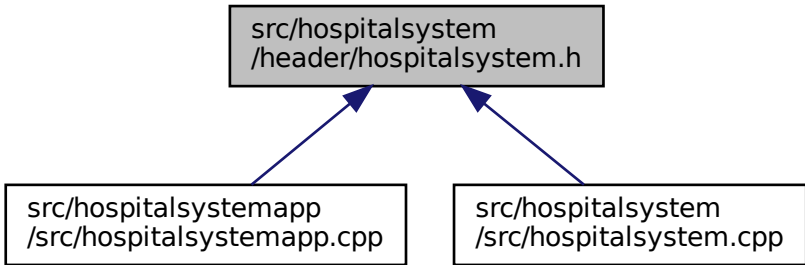 src/hospitalsystem
/header/hospitalsystem.h
src/hospitalsystemapp
/src/hospitalsystemapp.cpp
src/hospitalsystem
/src/hospitalsystem.cpp